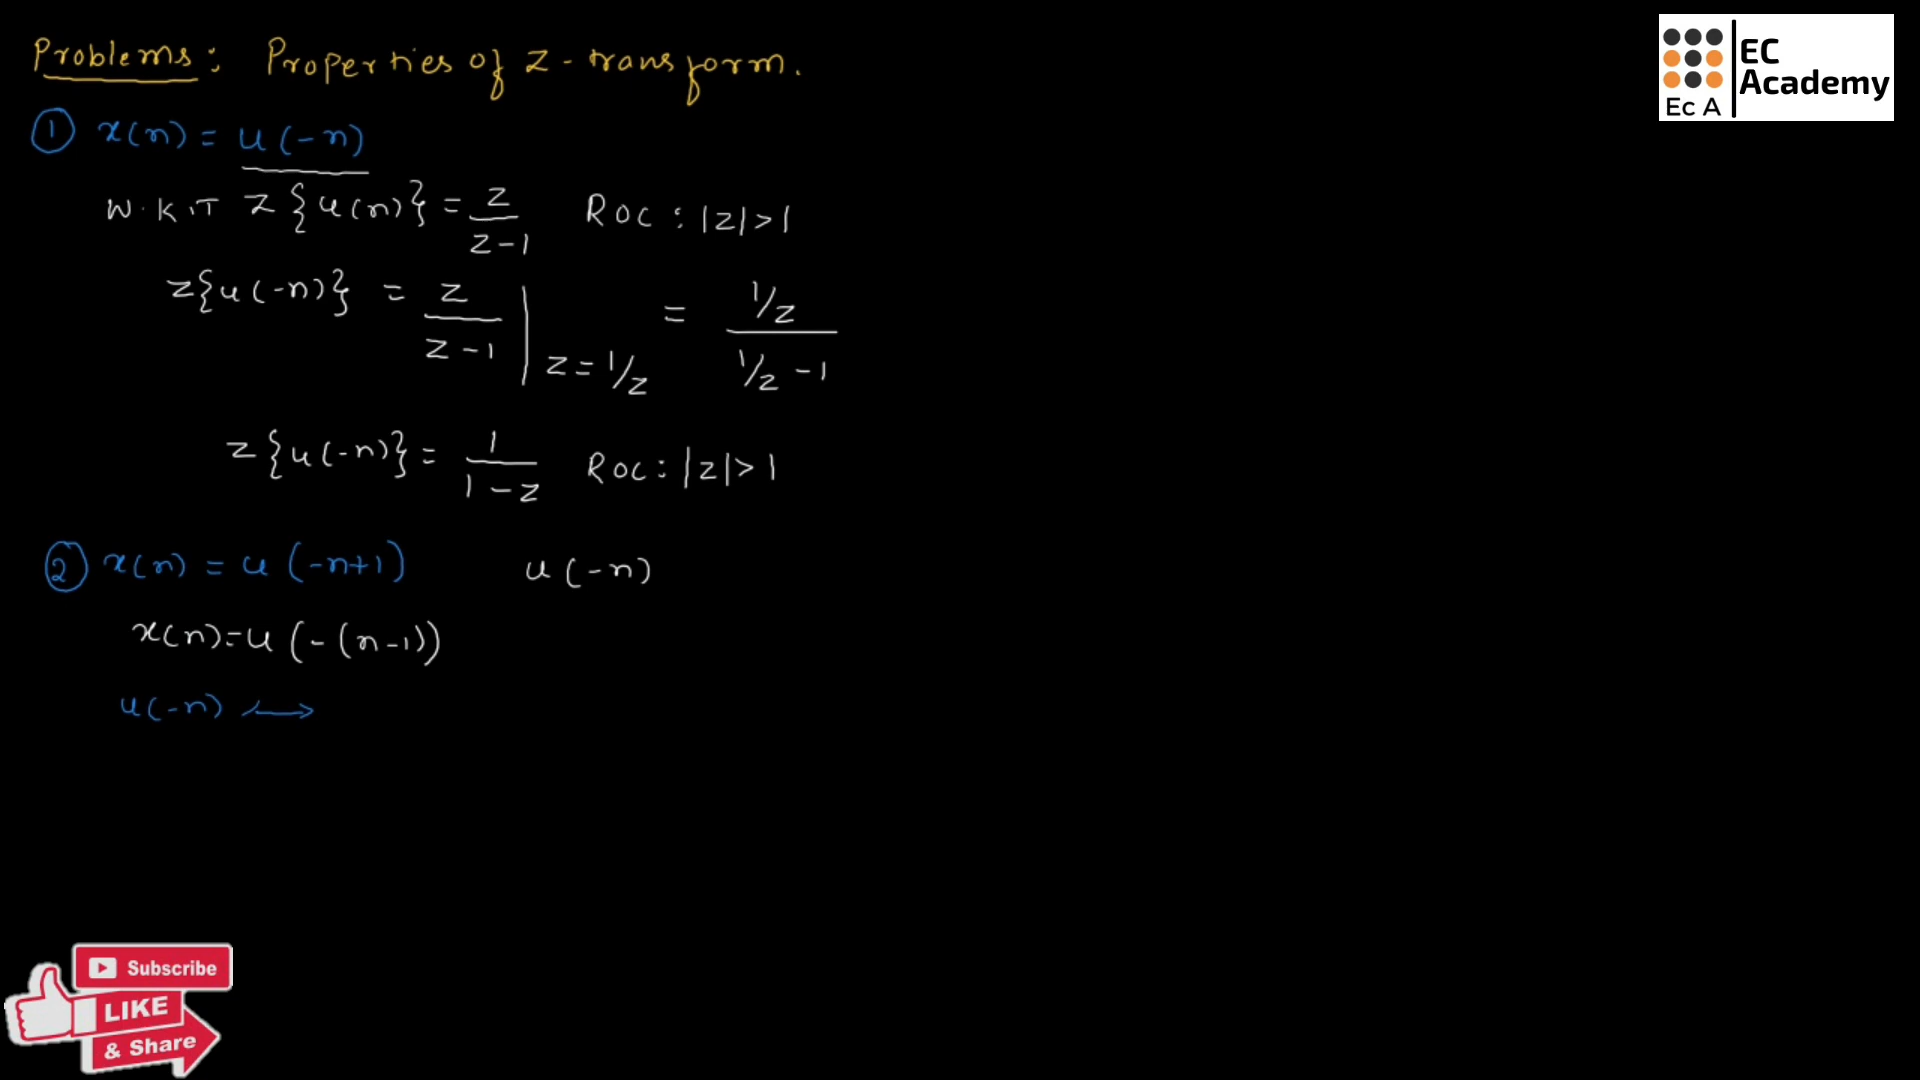 Problems: Properties of Z-transform.
EC
Academy
Ec A
① x(n) = u(-n)
W.K.T Z{u(n)} = z/(z-1) ROC: |z|>1
z{u(-n)} = z/(z-1) | z=1/z = (1/z)/(1/z -1)
z{u(-n)} = 1/(1-z) ROC: |z|>1
② x(n) = u(-n+1) u(-n)
x(n)=u(-(n-1))
u(-n) ⟷
Subscribe
LIKE
& Share